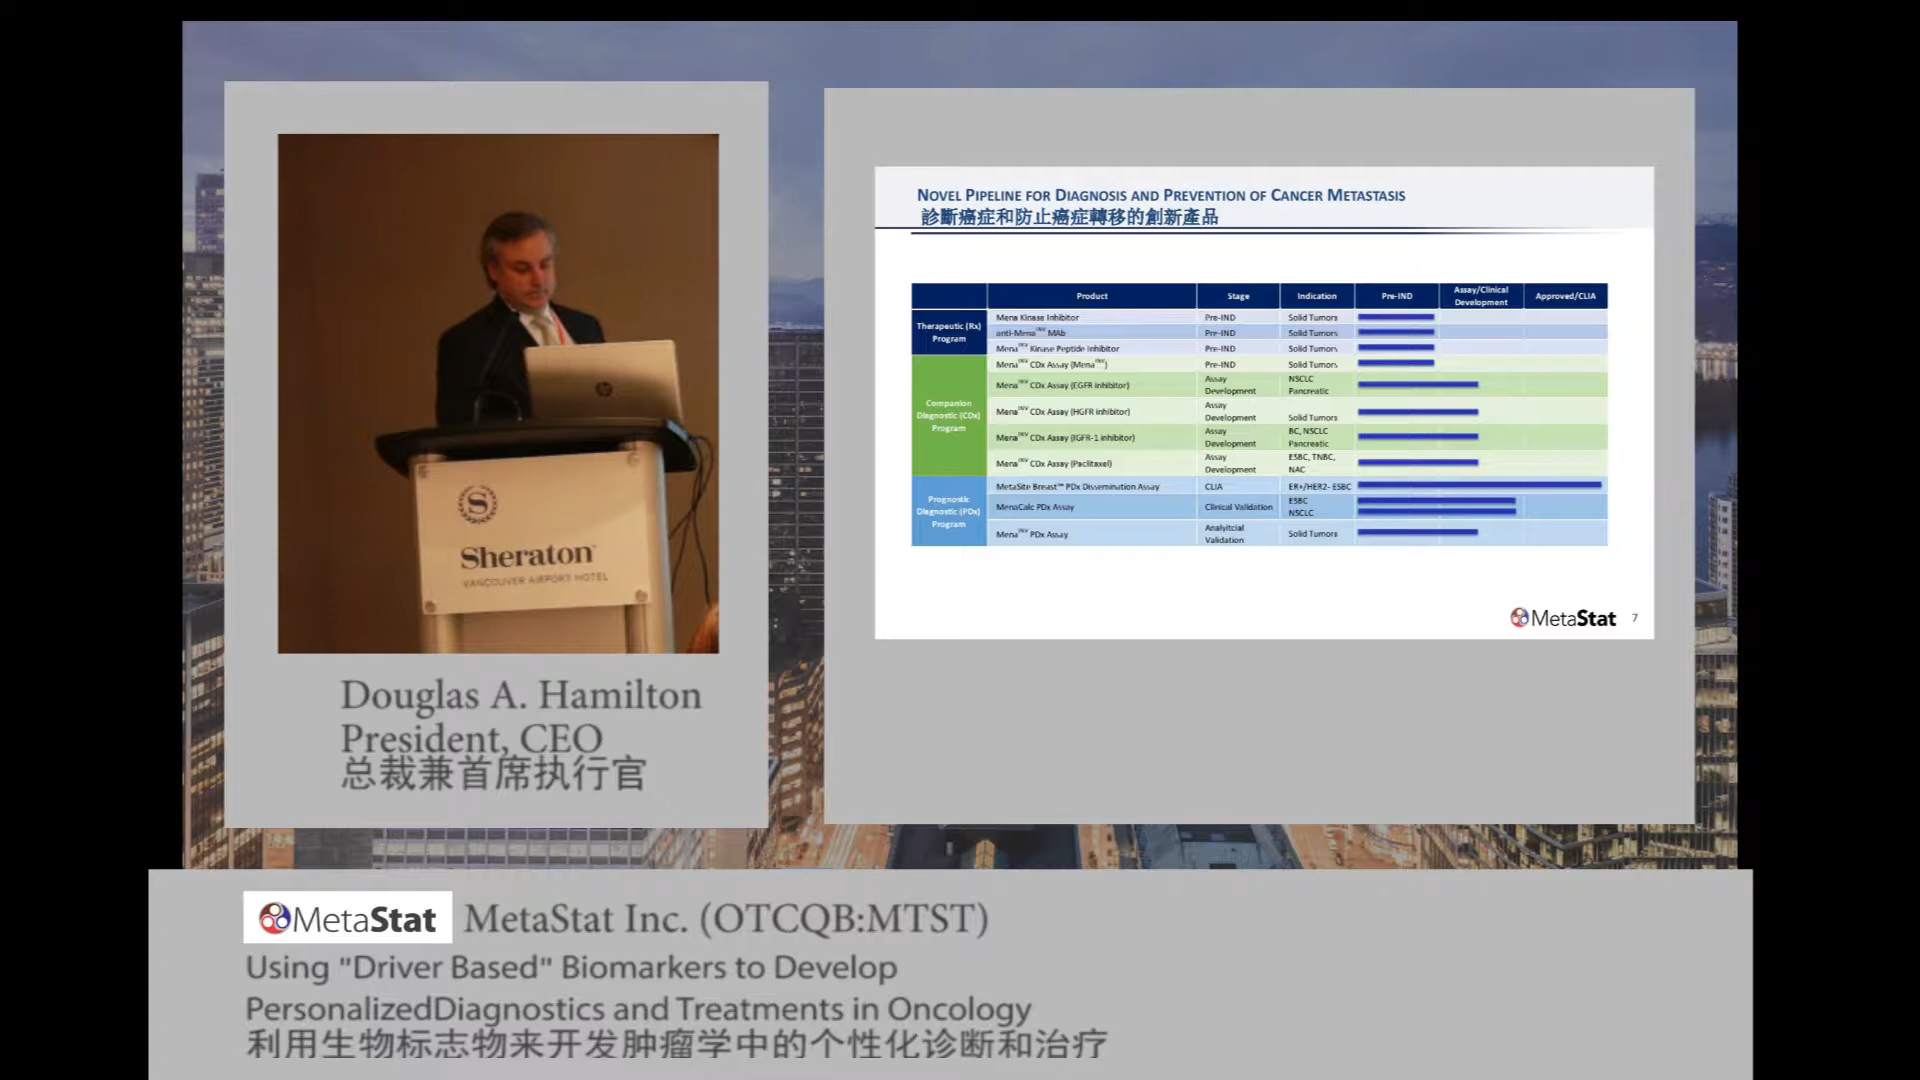 NOVEL PIPELINE FOR DIAGNOSIS AND PREVENTION OF CANCER METASTASIS
診斷癌症和防止癌症轉移的創新產品
Product Stage Indication Pre-IND Assay/Clinical Development Approved/CLIA
Therapeutic (Rx) Program
Mena Kinase Inhibitor Pre-IND Solid Tumors
anti-Mena INV MAb Pre-IND Solid Tumors
Mena INV Kinase Peptide Inhibitor Pre-IND Solid Tumors
Companion Diagnostic (CDx) Program
Mena INV CDx Assay (Mena INV) Pre-IND Solid Tumors
Mena INV CDx Assay (EGFR inhibitor) Assay Development NSCLC Pancreatic
Mena INV CDx Assay (HGFR inhibitor) Assay Development Solid Tumors
Mena INV CDx Assay (IGFR-1 inhibitor) Assay Development BC, NSCLC Pancreatic
Mena INV CDx Assay (Paclitaxel) Assay Development ESBC, TNBC, NAC
Prognostic Diagnostic (PDx) Program
MetaSite Breast™ PDx Dissemination Assay CLIA ER+/HER2- ESBC
MenaCalc PDx Assay Clinical Validation ESBC NSCLC
Mena INV PDx Assay Analyitcial Validation Solid Tumors
MetaStat 7
hp
S
Sheraton
VANCOUVER AIRPORT HOTEL
Douglas A. Hamilton
President, CEO
总裁兼首席执行官
MetaStat MetaStat Inc. (OTCQB:MTST)
Using "Driver Based" Biomarkers to Develop
PersonalizedDiagnostics and Treatments in Oncology
利用生物标志物来开发肿瘤学中的个性化诊断和治疗